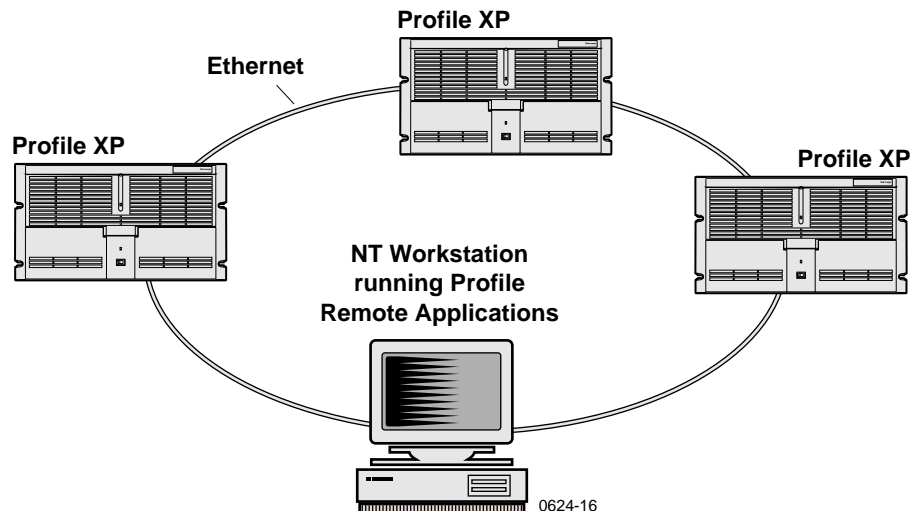 Profile XP
Ethernet
Profile XP
Profile XP
NT Workstation
running Profile
Remote Applications
0624-16